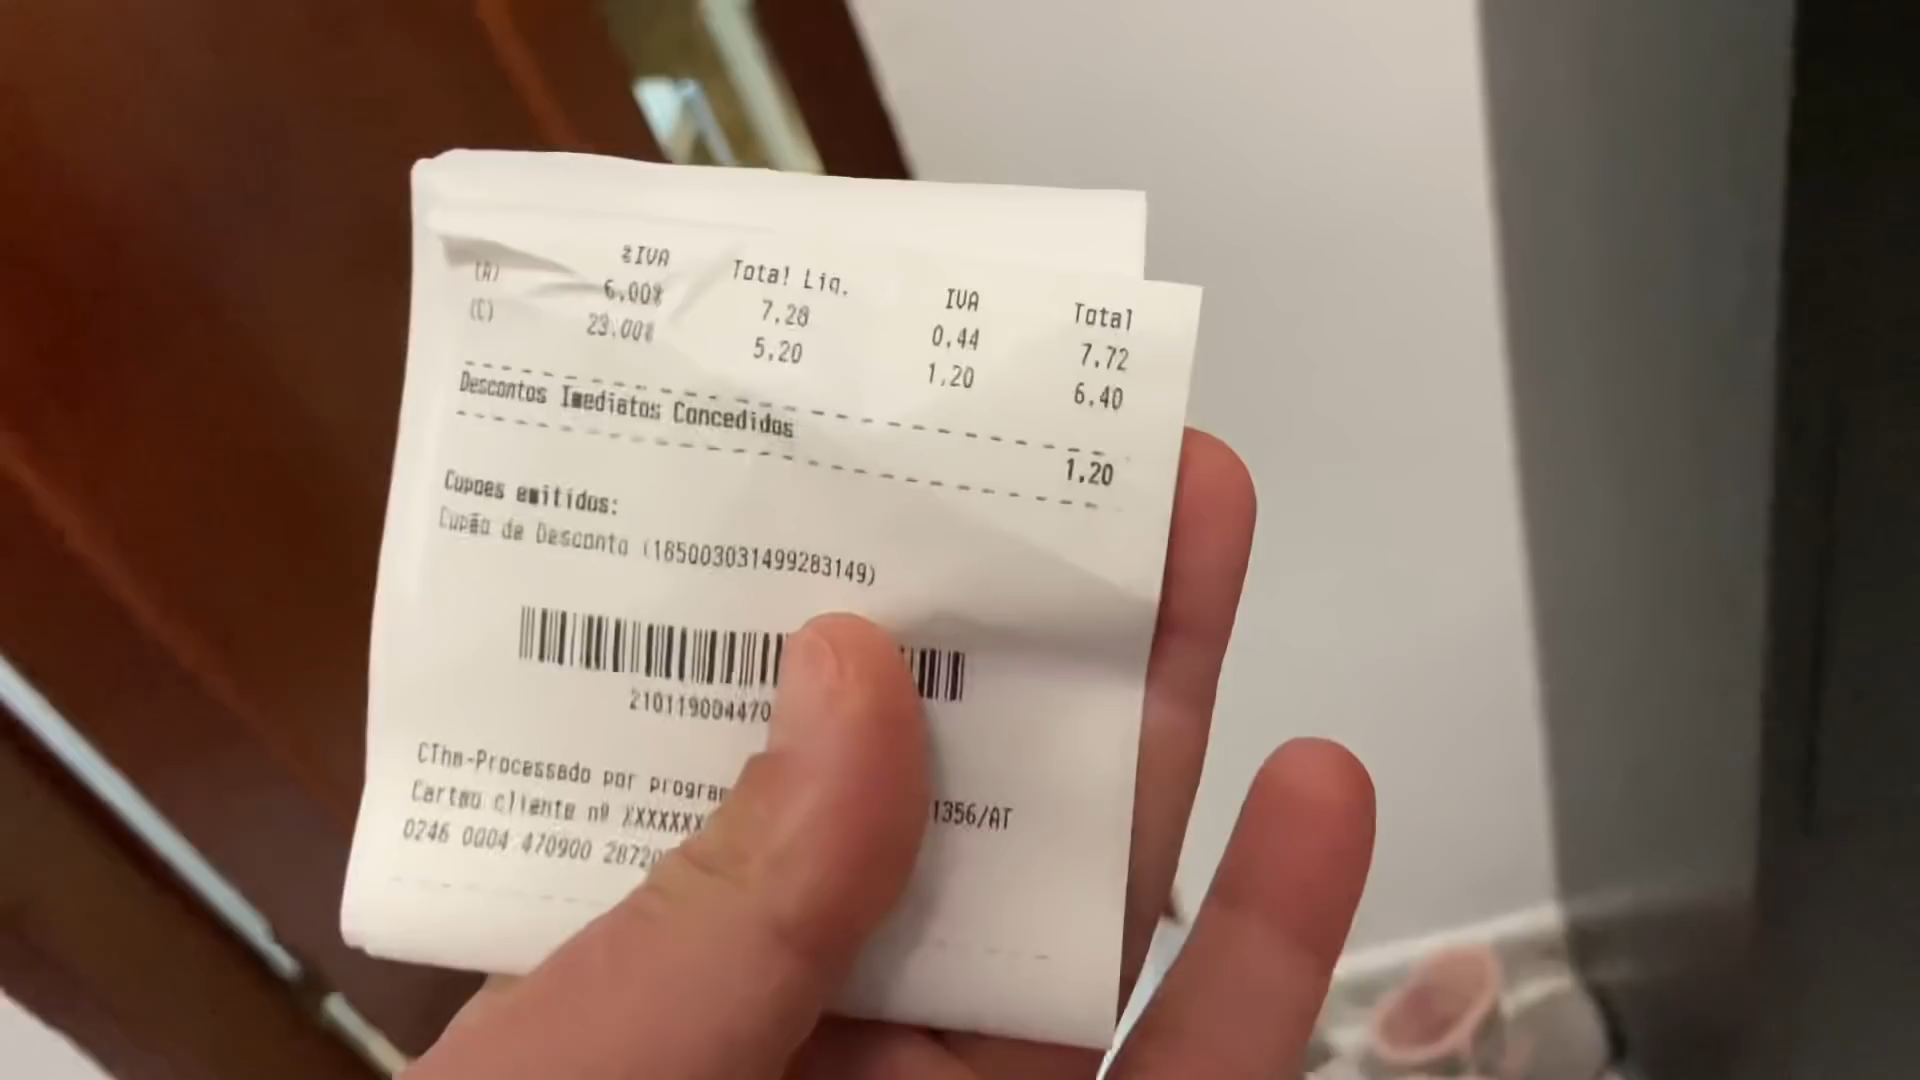 %IVA Total Liq. IVA Total
(A) 6.00% 7.28 0.44 7.72
(C) 23.00% 5.20 1.20 6.40
Descontos Imediatos Concedidos 1,20
Cupoes emitidos:
Cupão de Desconto (185003031499283149)
210119004470
CThm-Processado por program 1356/AT
Cartao cliente nº XXXXXXX
0246 0004 470900 28720